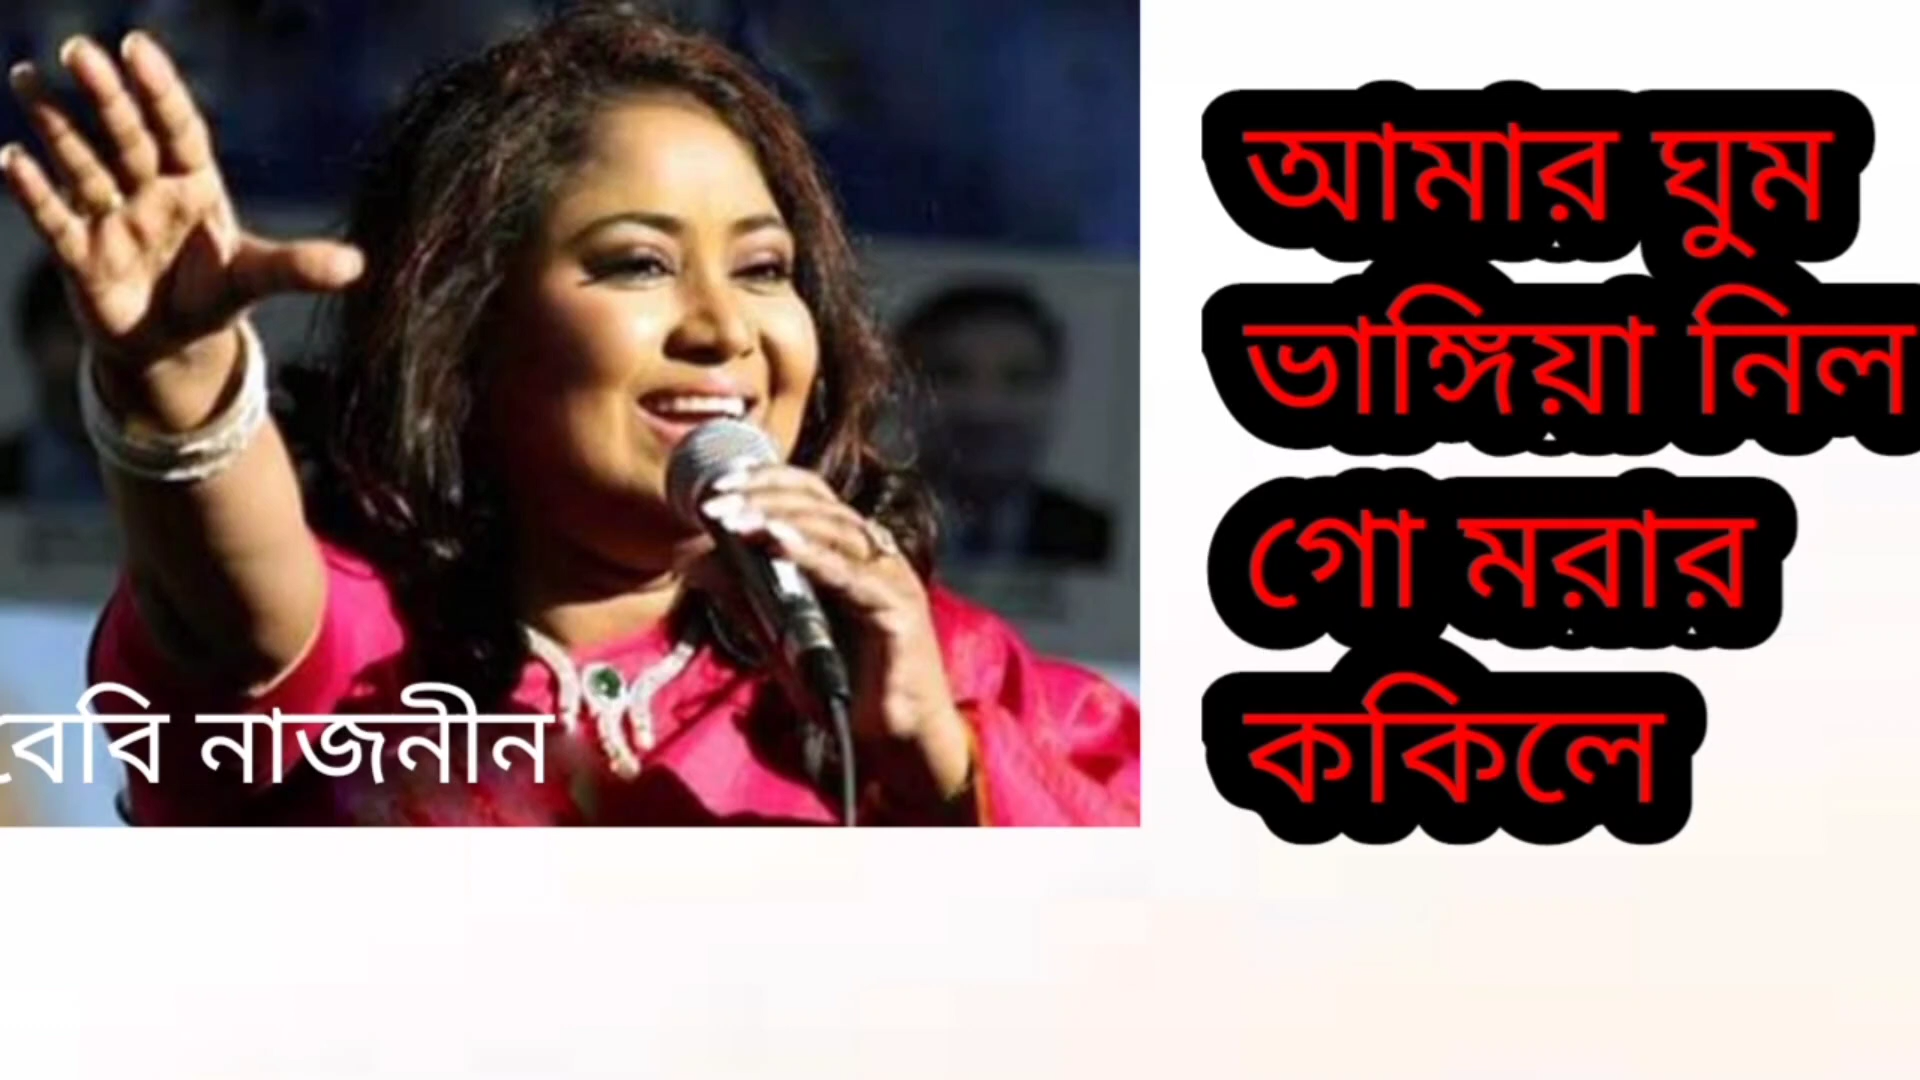 আমার ঘুম
ভাঙ্গিয়া নিল
গো মরার
ককিলে
বেবি নাজনীন